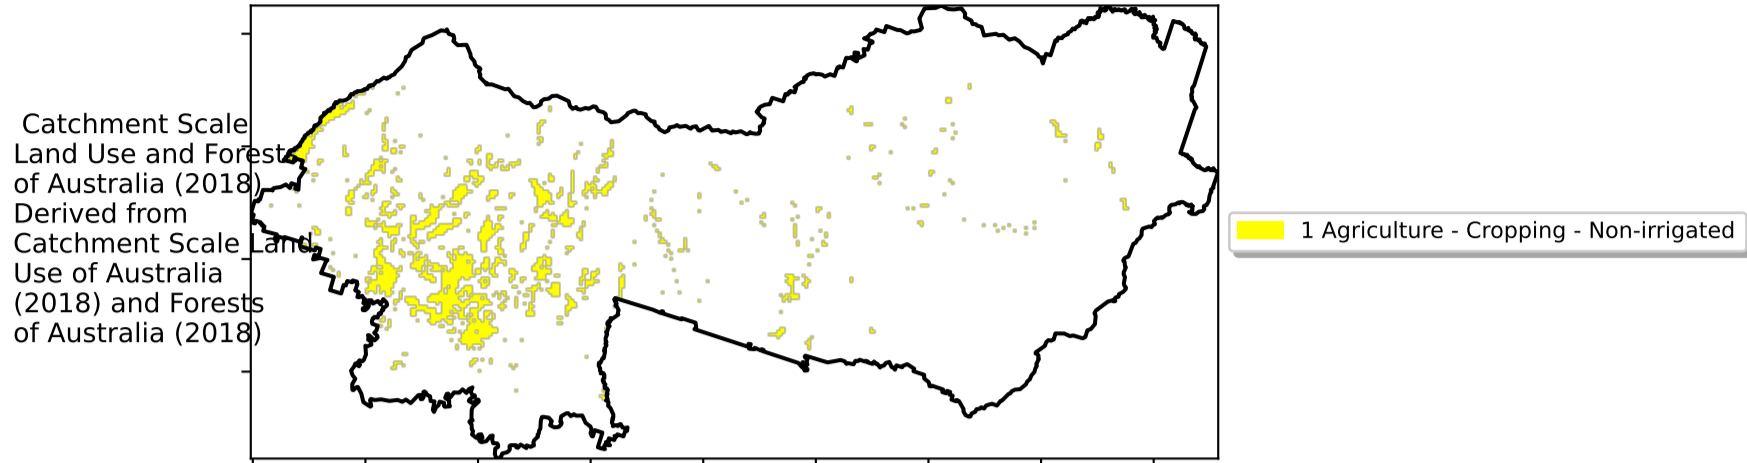 Catchment Scale
Land Use and Forests
of Australia (2018)
Derived from
Catchment Scale Land
Use of Australia
(2018) and Forests
of Australia (2018)
1 Agriculture - Cropping - Non-irrigated